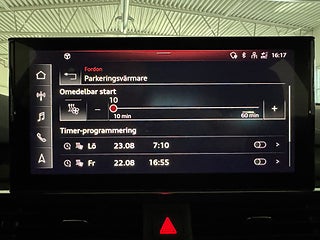 16:17
Fordon
Parkeringsvärmare
Omedelbar start
10
− +
10 min 60 min
Timer-programmering
Lö 23.08 7:10 >
Fr 22.08 16:55 >